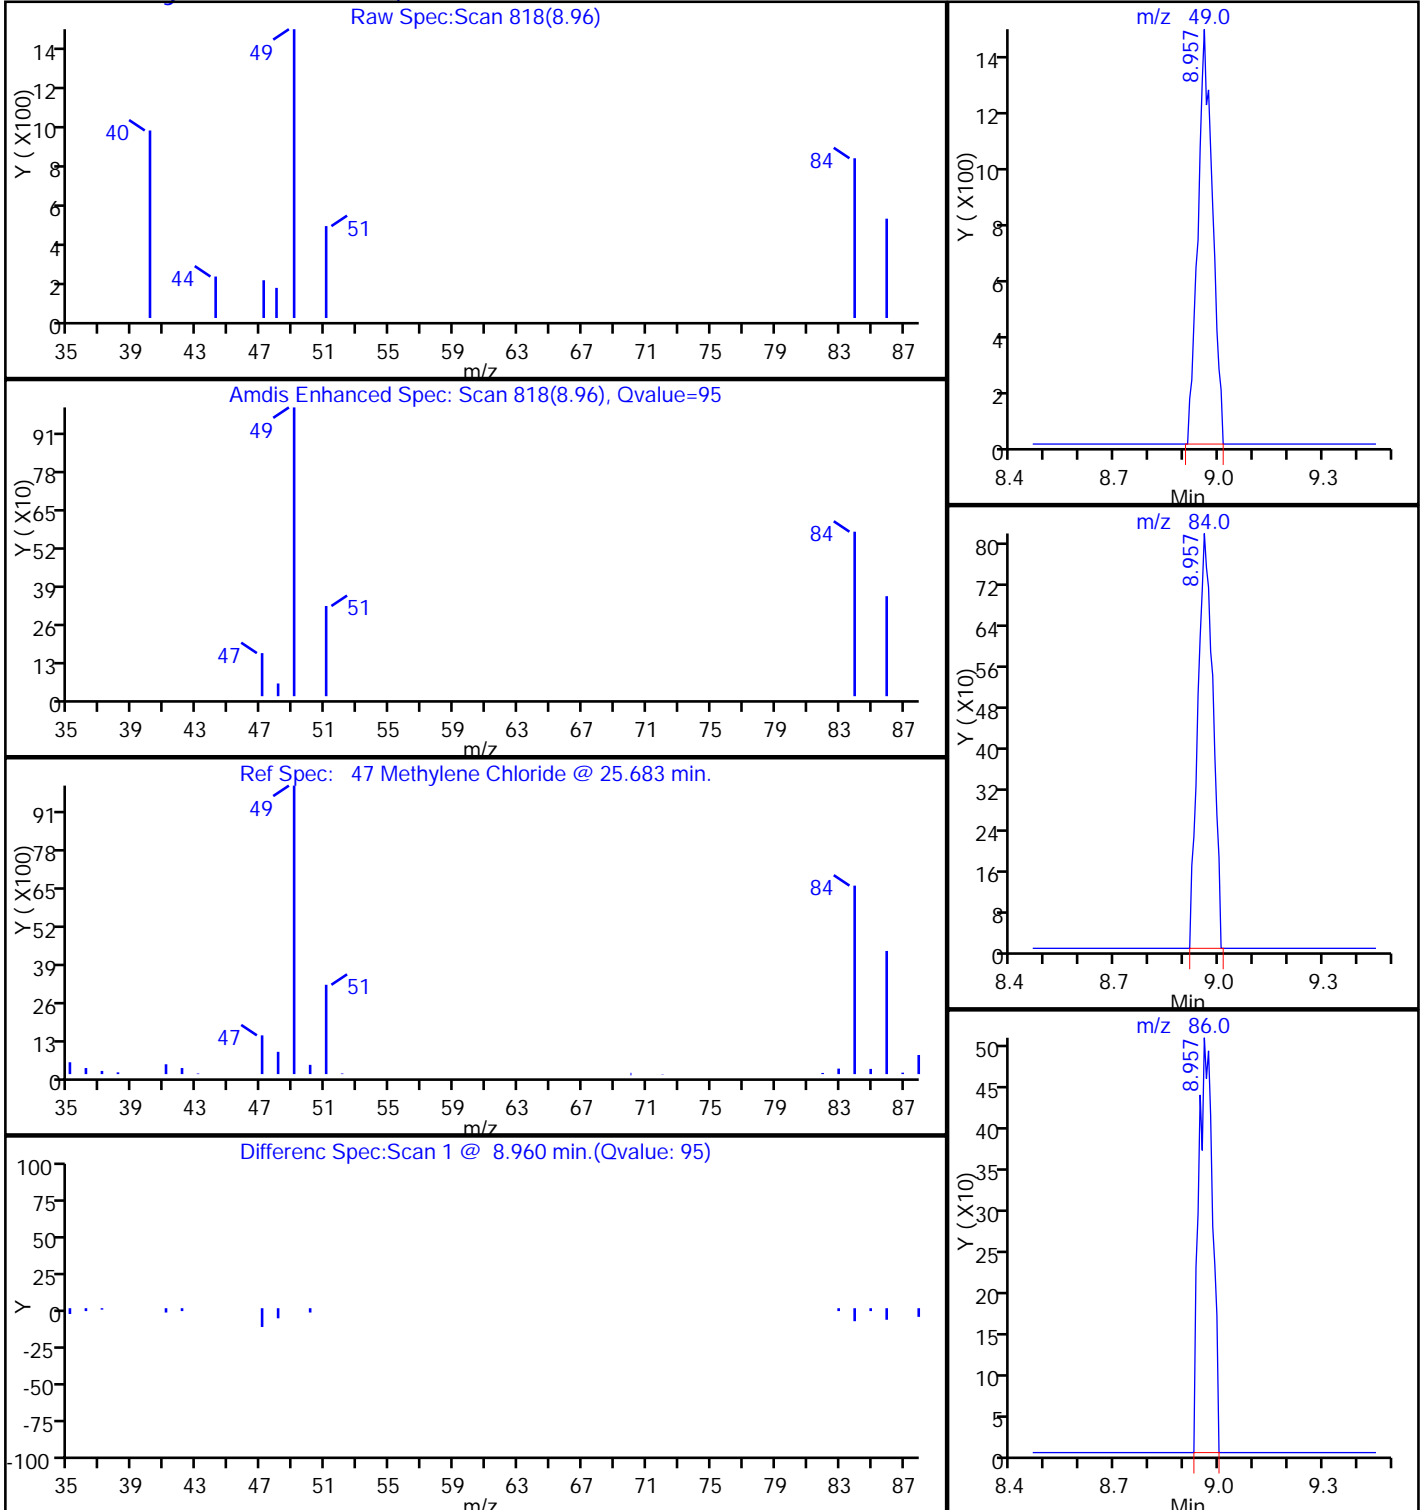 Raw Spec:Scan 818(8.96)
Y ( X100)
14
12
10
8
6
4
2
0
40
44
49
51
84
35 39 43 47 51 55 59 63 67 71 75 79 83 87
m/z
Amdis Enhanced Spec: Scan 818(8.96), Qvalue=95
Y ( X10)
91
78
65
52
39
26
13
0
47
49
51
84
35 39 43 47 51 55 59 63 67 71 75 79 83 87
m/z
Ref Spec: 47 Methylene Chloride @ 25.683 min.
Y ( X100)
91
78
65
52
39
26
13
0
47
49
51
84
35 39 43 47 51 55 59 63 67 71 75 79 83 87
m/z
Differenc Spec:Scan 1 @ 8.960 min.(Qvalue: 95)
Y
100
75
50
25
0
-25
-50
-75
-100
35 39 43 47 51 55 59 63 67 71 75 79 83 87
m/z
m/z 49.0
8.957
Y ( X100)
14
12
10
8
6
4
2
0
8.4 8.7 9.0 9.3
Min
m/z 84.0
8.957
Y ( X10)
80
72
64
56
48
40
32
24
16
8
0
8.4 8.7 9.0 9.3
Min
m/z 86.0
8.957
Y ( X10)
50
45
40
35
30
25
20
15
10
5
0
8.4 8.7 9.0 9.3
Min